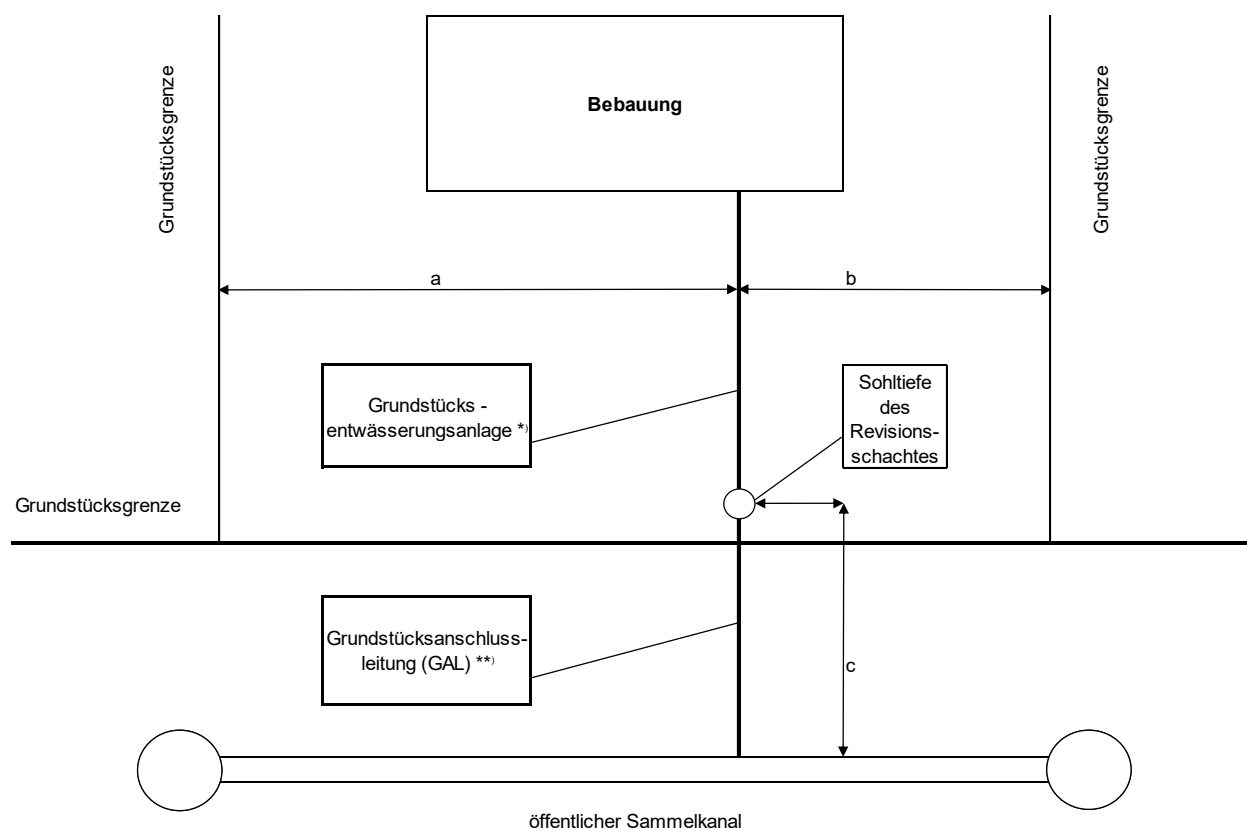 Grundstücksgrenze
Bebauung
Grundstücksgrenze
a
b
Grundstücks -
entwässerungsanlage *)
Sohltiefe
des
Revisions-
schachtes
Grundstücksgrenze
Grundstücksanschluss-
leitung (GAL) **)
c
öffentlicher Sammelkanal